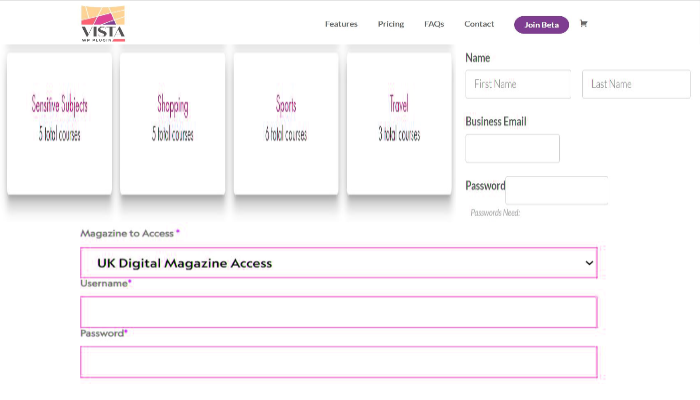 VISTA
WP PLUGIN
Features Pricing FAQs Contact Join Beta
Sensitive Subjects
5 total courses
Shopping
5 total courses
Sports
6 total courses
Travel
3 total courses
Name
First Name Last Name
Business Email
Password
Passwords Need:
Magazine to Access *
UK Digital Magazine Access
Username*
Password*